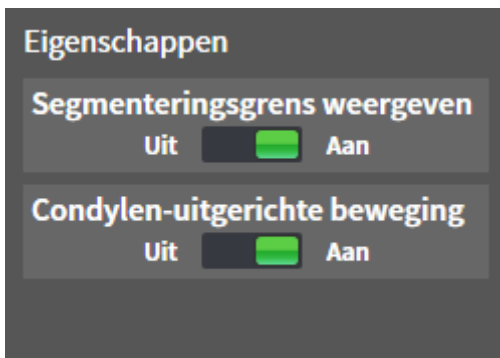 Eigenschappen
Segmenteringsgrens weergeven
Uit Aan
Condylen-uitgerichte beweging
Uit Aan